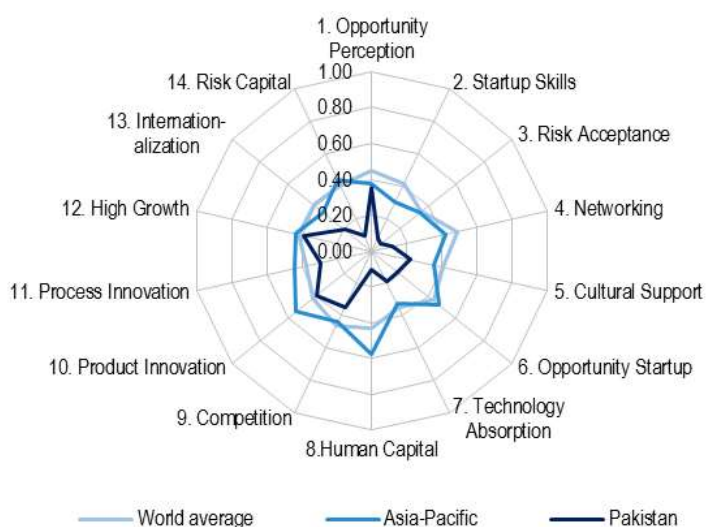 1. Opportunity
Perception
1.00
14. Risk Capital
2. Startup Skills
0.80
13. Internation-
alization
0.60
3. Risk Acceptance
0.40
12. High Growth
0.20
4. Networking
0.00
11. Process Innovation
5. Cultural Support
10. Product Innovation
6. Opportunity Startup
9. Competition
7. Technology
Absorption
8.Human Capital
World average
Asia-Pacific
Pakistan